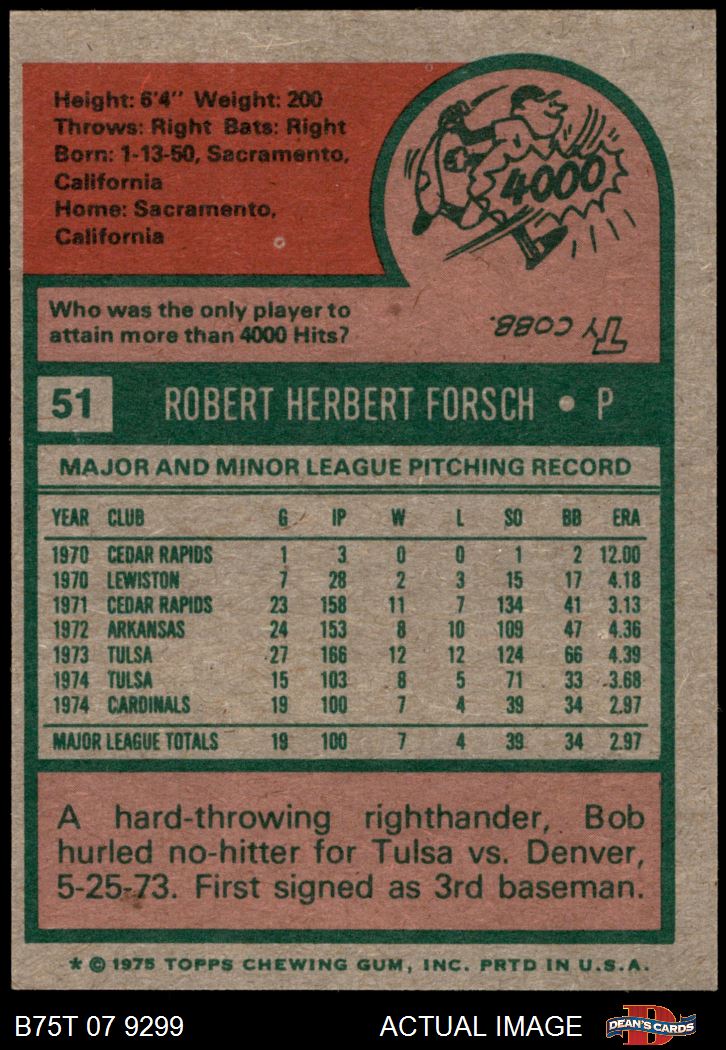 Height: 6'4" Weight: 200
Throws: Right Bats: Right
Born: 1-13-50, Sacramento,
California
Home: Sacramento,
California
4000
Who was the only player to
attain more than 4000 Hits?
TY COBB.
51 ROBERT HERBERT FORSCH • P
MAJOR AND MINOR LEAGUE PITCHING RECORD
YEAR CLUB G IP W L SO BB ERA
1970 CEDAR RAPIDS 1 3 0 0 1 2 12.00
1970 LEWISTON 7 28 2 3 15 17 4.18
1971 CEDAR RAPIDS 23 158 11 7 134 41 3.13
1972 ARKANSAS 24 153 8 10 109 47 4.36
1973 TULSA 27 166 12 12 124 66 4.39
1974 TULSA 15 103 8 5 71 33 3.68
1974 CARDINALS 19 100 7 4 39 34 2.97
MAJOR LEAGUE TOTALS 19 100 7 4 39 34 2.97
A hard-throwing righthander, Bob
hurled no-hitter for Tulsa vs. Denver,
5-25-73. First signed as 3rd baseman.
* © 1975 TOPPS CHEWING GUM, INC. PRTD IN U.S.A.
B75T 07 9299 ACTUAL IMAGE D DEAN'S CARDS